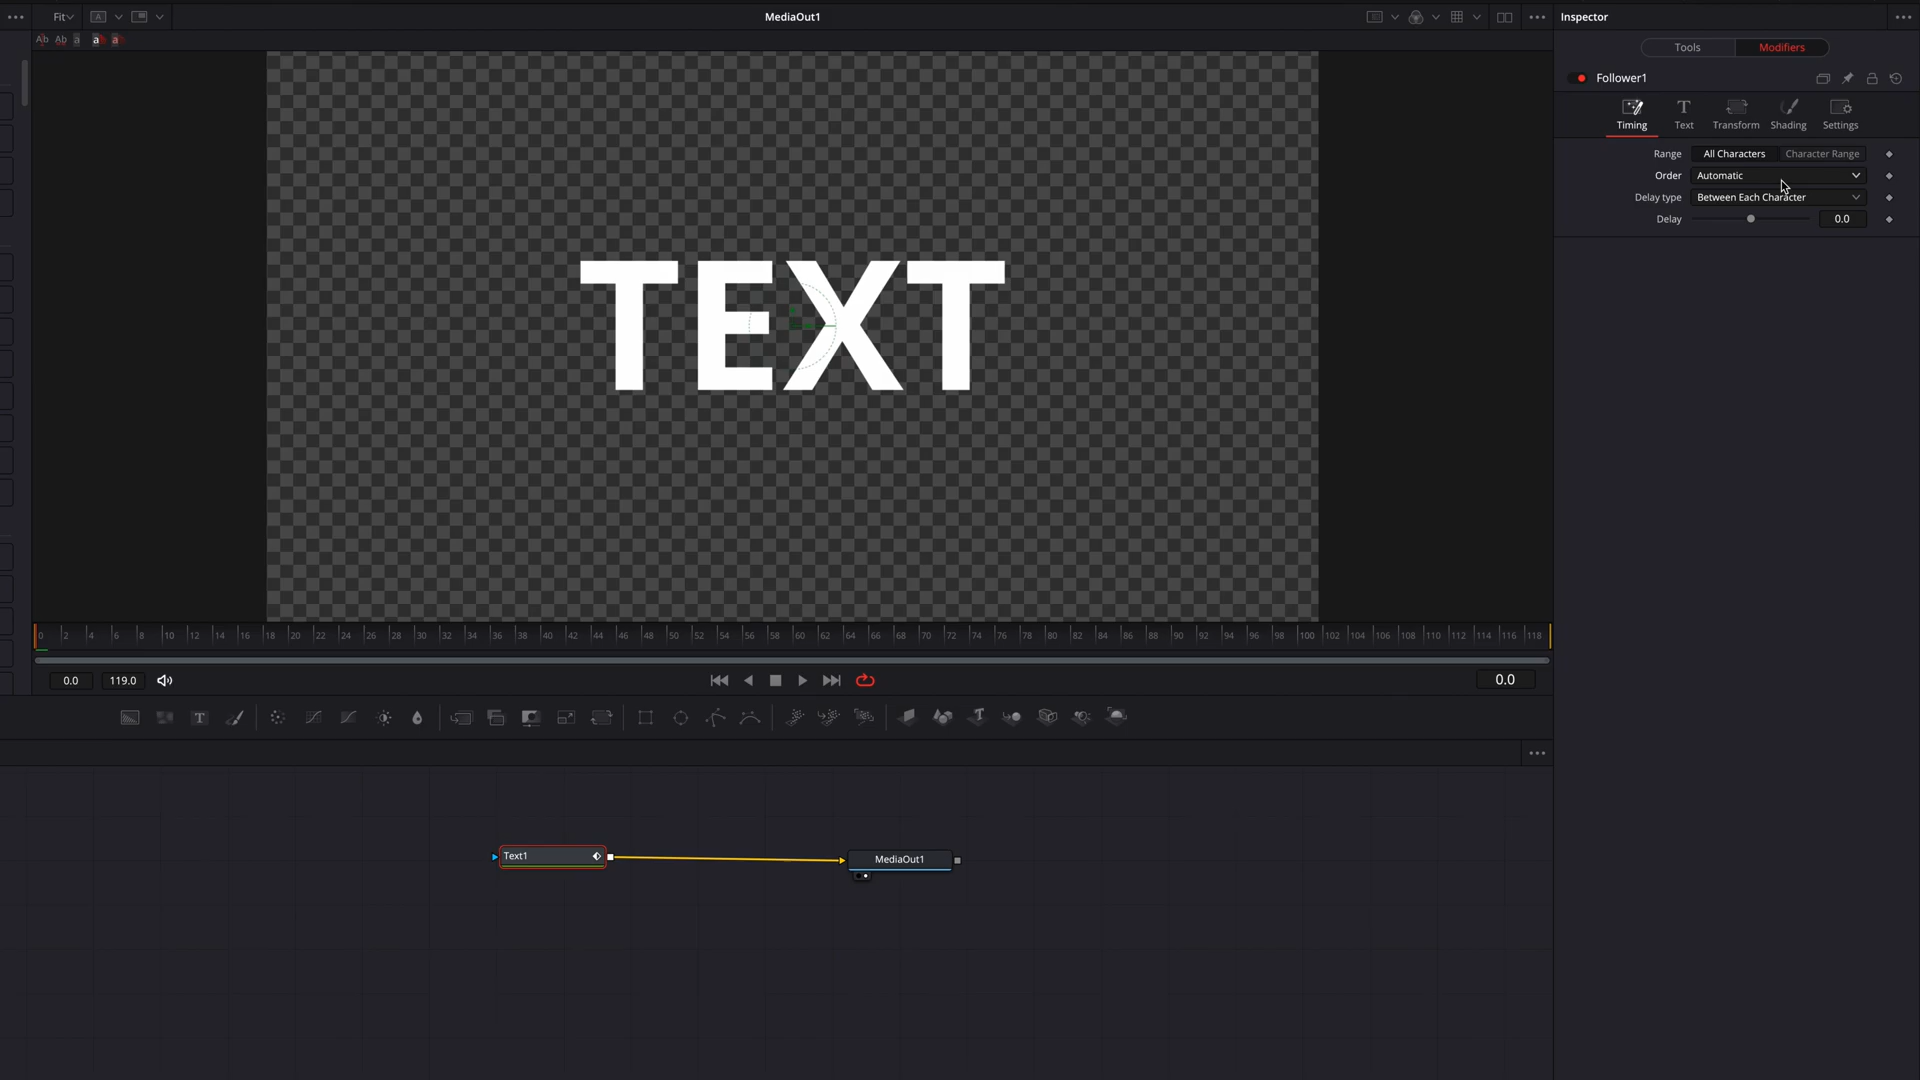 Fit
A
MediaOut1
Inspector
Ab Ab a a a
Tools Modifiers
Follower1
Timing Text Transform Shading Settings
Range All Characters Character Range
Order Automatic
Delay type Between Each Character
Delay 0.0
TEXT
0 2 4 6 8 10 12 14 16 18 20 22 24 26 28 30 32 34 36 38 40 42 44 46 48 50 52 54 56 58 60 62 64 66 68 70 72 74 76 78 80 82 84 86 88 90 92 94 96 98 100 102 104 106 108 110 112 114 116 118
0.0 119.0 0.0
T T
Text1 MediaOut1